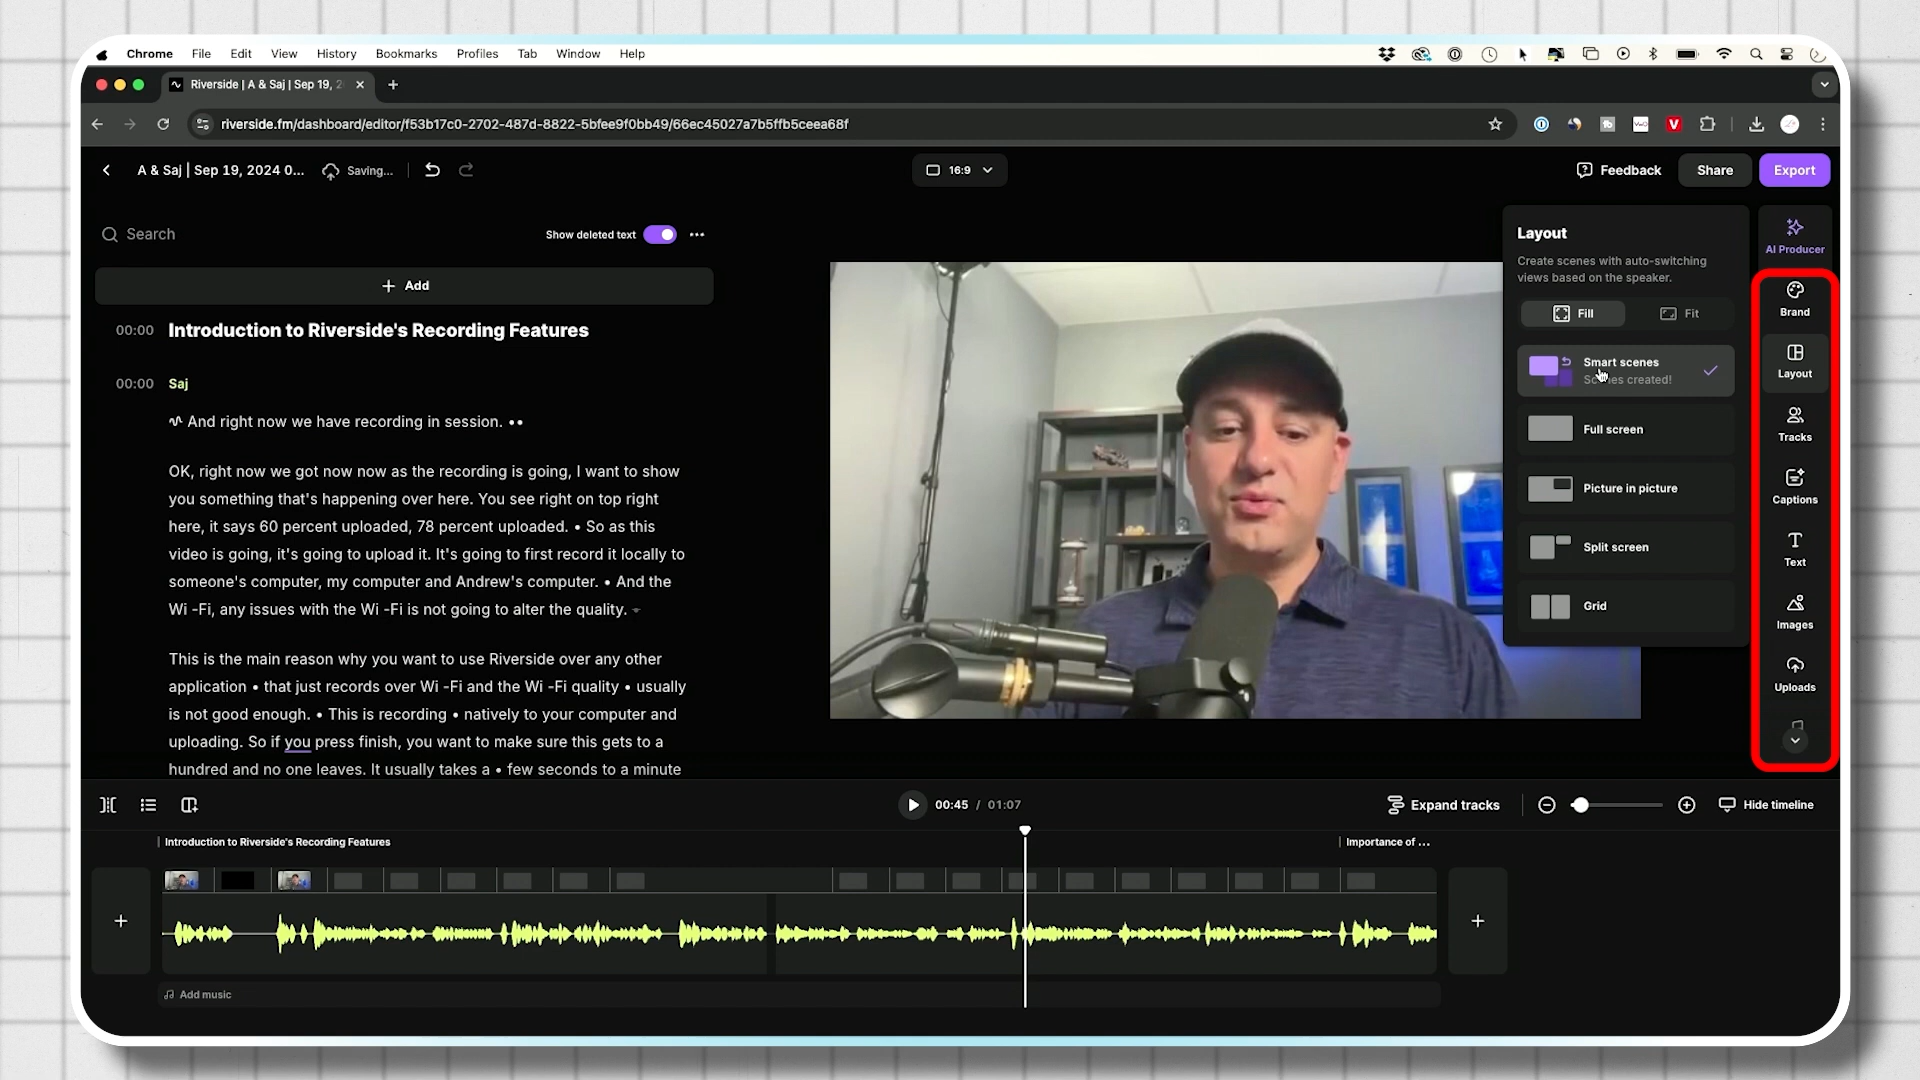 Chrome File Edit View History Bookmarks Profiles Tab Window Help
Riverside | A & Saj | Sep 19, 2
riverside.fm/dashboard/editor/f53b17c0-2702-487d-8822-5bfee9f0bb49/66ec45027a7b5ffb5ceea68f
A & Saj | Sep 19, 2024 0... Saving... 16:9 Feedback Share Export
Search Show deleted text
Add
00:00 Introduction to Riverside's Recording Features
00:00 Saj
And right now we have recording in session. ••
OK, right now we got now now as the recording is going, I want to show
you something that's happening over here. You see right on top right
here, it says 60 percent uploaded, 78 percent uploaded. • So as this
video is going, it's going to upload it. It's going to first record it locally to
someone's computer, my computer and Andrew's computer. • And the
Wi -Fi, any issues with the Wi -Fi is not going to alter the quality.
This is the main reason why you want to use Riverside over any other
application • that just records over Wi -Fi and the Wi -Fi quality • usually
is not good enough. • This is recording • natively to your computer and
uploading. So if you press finish, you want to make sure this gets to a
hundred and no one leaves. It usually takes a • few seconds to a minute
Layout
Create scenes with auto-switching
views based on the speaker.
Fill Fit
Smart scenes
Scenes created!
Full screen
Picture in picture
Split screen
Grid
AI Producer
Brand
Layout
Tracks
Captions
Text
Images
Uploads
00:45 / 01:07 Expand tracks Hide timeline
Introduction to Riverside's Recording Features Importance of ...
Add music